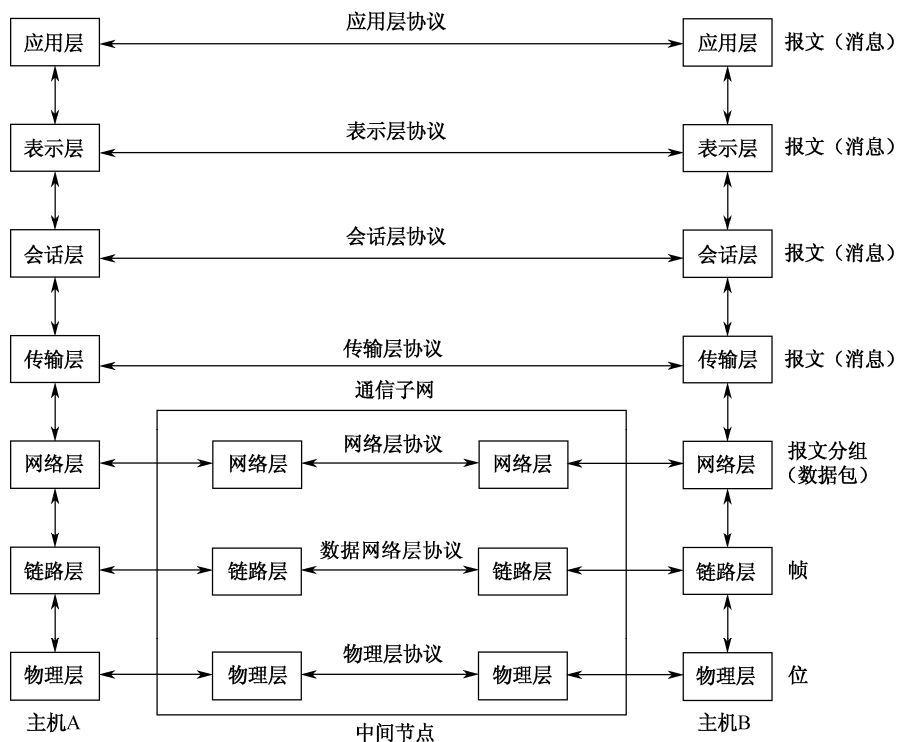 应用层协议
应用层
应用层
报文（消息）
表示层协议
表示层
表示层
报文（消息）
会话层协议
会话层
会话层
报文（消息）
传输层协议
传输层
传输层
报文（消息）
通信子网
网络层协议
网络层
网络层
网络层
网络层
报文分组
（数据包）
数据网络层协议
链路层
链路层
链路层
链路层
帧
物理层协议
物理层
物理层
物理层
物理层
位
主机A
中间节点
主机B